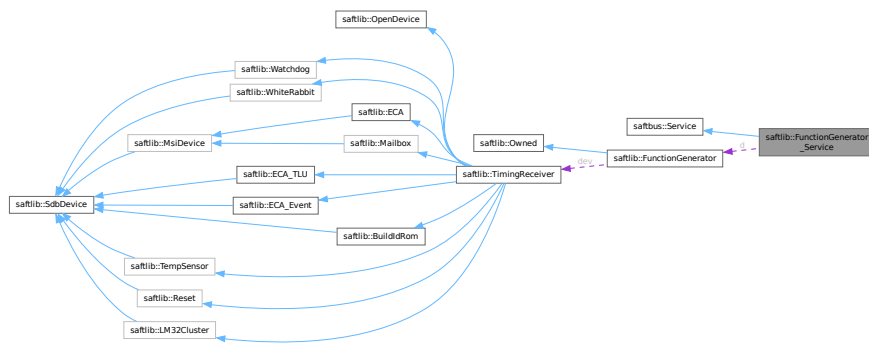 saftlib::OpenDevice
saftlib::Watchdog
saftlib::WhiteRabbit
saftlib::ECA
saftlib::MsiDevice
saftlib::Mailbox
saftbus::Service
saftlib::FunctionGenerator
_Service
d
saftlib::Owned
saftlib::FunctionGenerator
dev
saftlib::TimingReceiver
saftlib::ECA_TLU
saftlib::SdbDevice
saftlib::ECA_Event
saftlib::BuildIdRom
saftlib::TempSensor
saftlib::Reset
saftlib::LM32Cluster